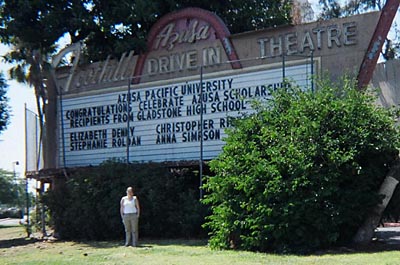 Foothill
Azusa
DRIVE IN THEATRE
AZUSA PACIFIC UNIVERSITY
CONGRATULATIONS CELEBRATE AZUSA SCHOLARSHIP
RECIPIENTS FROM GLADSTONE HIGH SCHOOL
ELIZABETH DENNY CHRISTOPHER
STEPHANIE ROLDAN ANNA SIMPSON